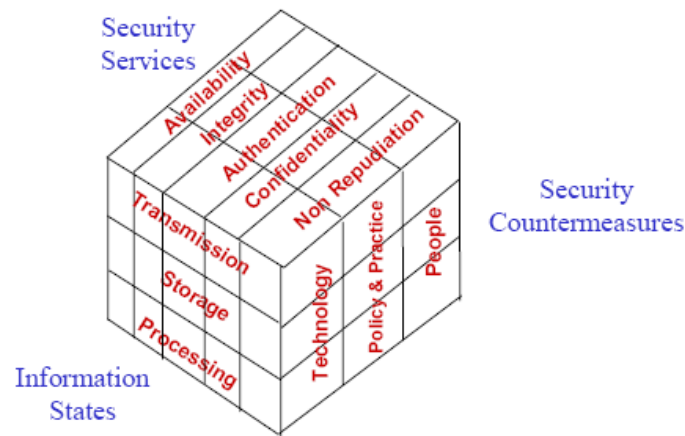 Security
Services
Availability
Integrity
Authentication
Confidentiality
Non Repudiation
Transmission
Storage
Processing
Technology
Policy & Practice
People
Security
Countermeasures
Information
States